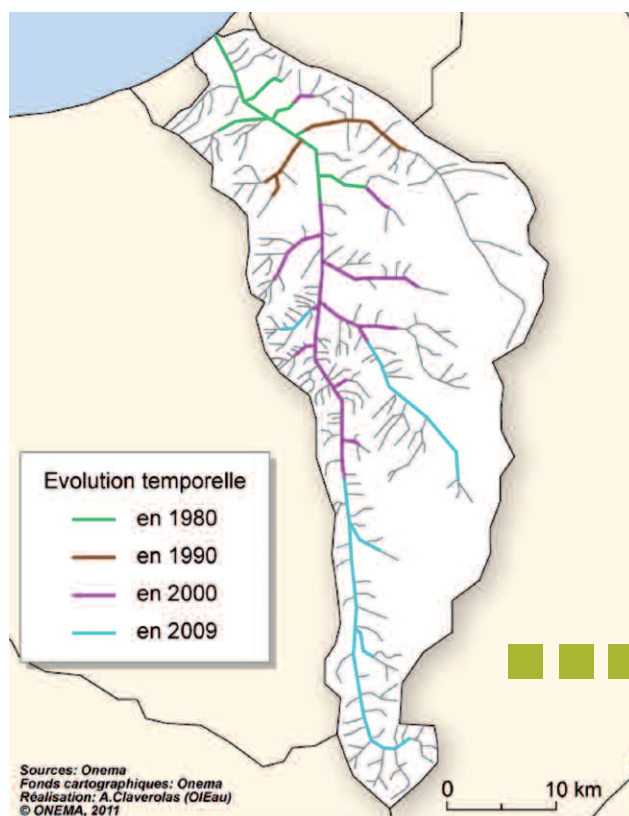 Evolution temporelle
en 1980
en 1990
en 2000
en 2009
Sources: Onema
Fonds cartographiques: Onema
Réalisation: A.Claverolas (OIEau)
© ONEMA, 2011
0 10 km